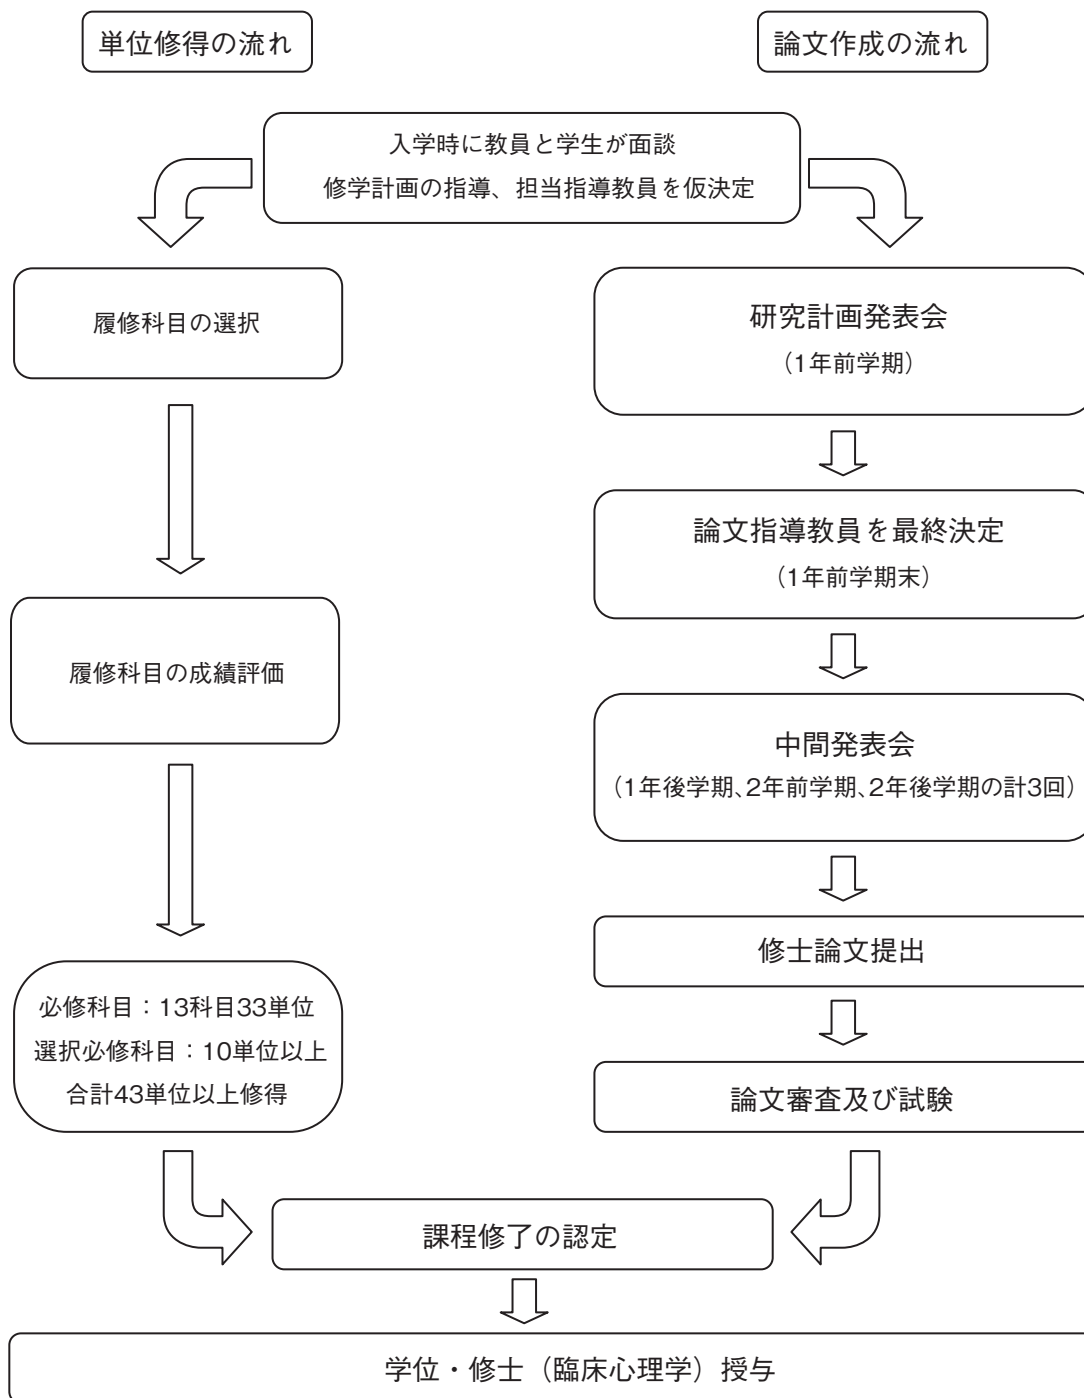 単位修得の流れ
論文作成の流れ
入学時に教員と学生が面談
修学計画の指導、担当指導教員を仮決定
履修科目の選択
履修科目の成績評価
必修科目：13科目33単位
選択必修科目：10単位以上
合計43単位以上修得
研究計画発表会
（1年前学期）
論文指導教員を最終決定
（1年前学期末）
中間発表会
（1年後学期、2年前学期、2年後学期の計3回）
修士論文提出
論文審査及び試験
課程修了の認定
学位・修士（臨床心理学）授与